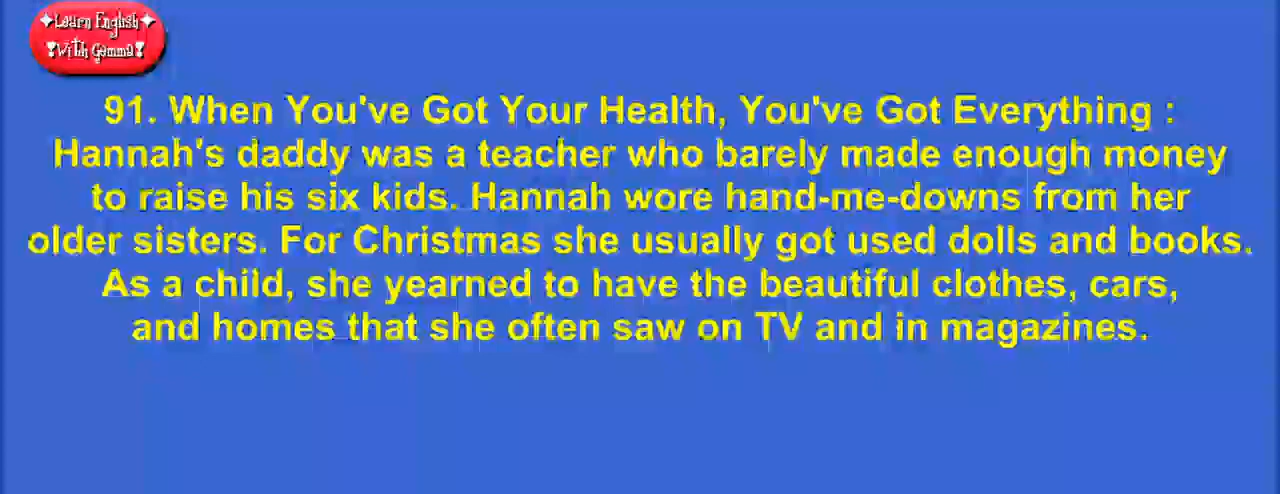 Learn English
With Gemma
91. When You've Got Your Health, You've Got Everything :
Hannah's daddy was a teacher who barely made enough money
to raise his six kids. Hannah wore hand-me-downs from her
older sisters. For Christmas she usually got used dolls and books.
As a child, she yearned to have the beautiful clothes, cars,
and homes that she often saw on TV and in magazines.